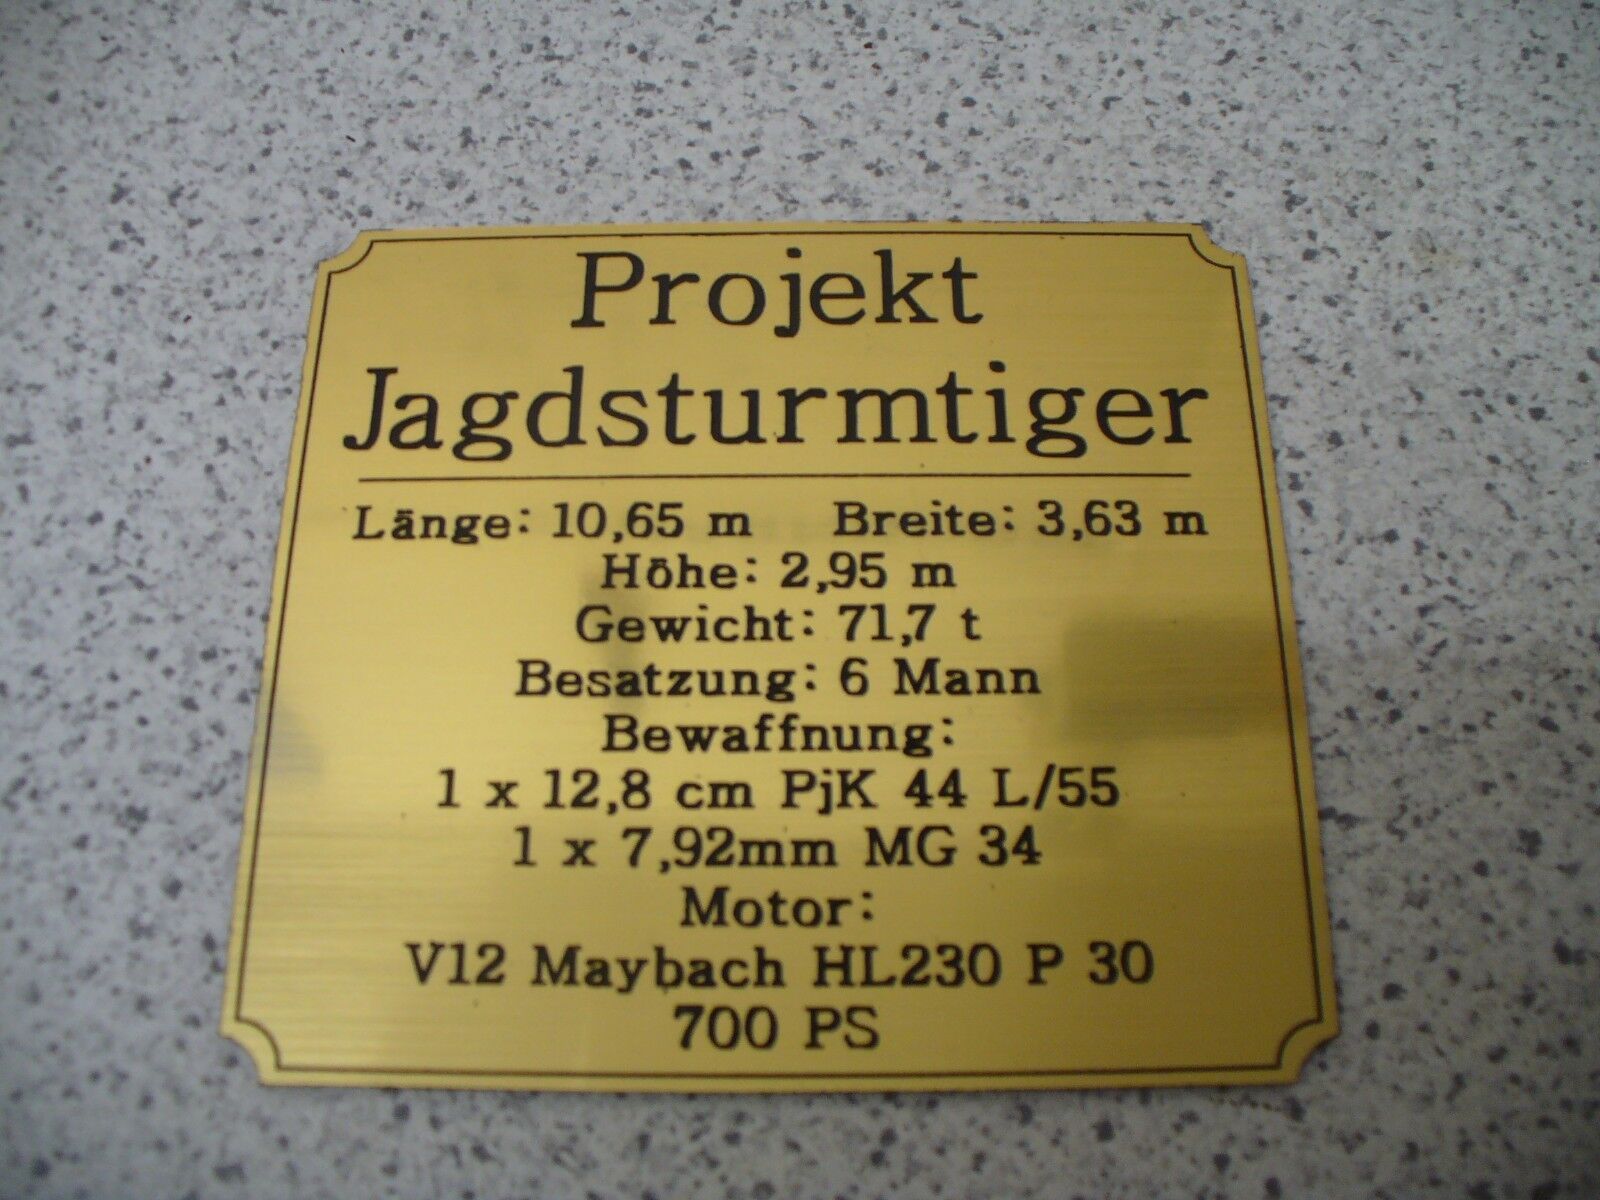 Projekt
Jagdsturmtiger
Länge: 10,65 m Breite: 3,63 m
Höhe: 2,95 m
Gewicht: 71,7 t
Besatzung: 6 Mann
Bewaffnung:
1 x 12,8 cm PjK 44 L/55
1 x 7,92mm MG 34
Motor:
V12 Maybach HL230 P 30
700 PS